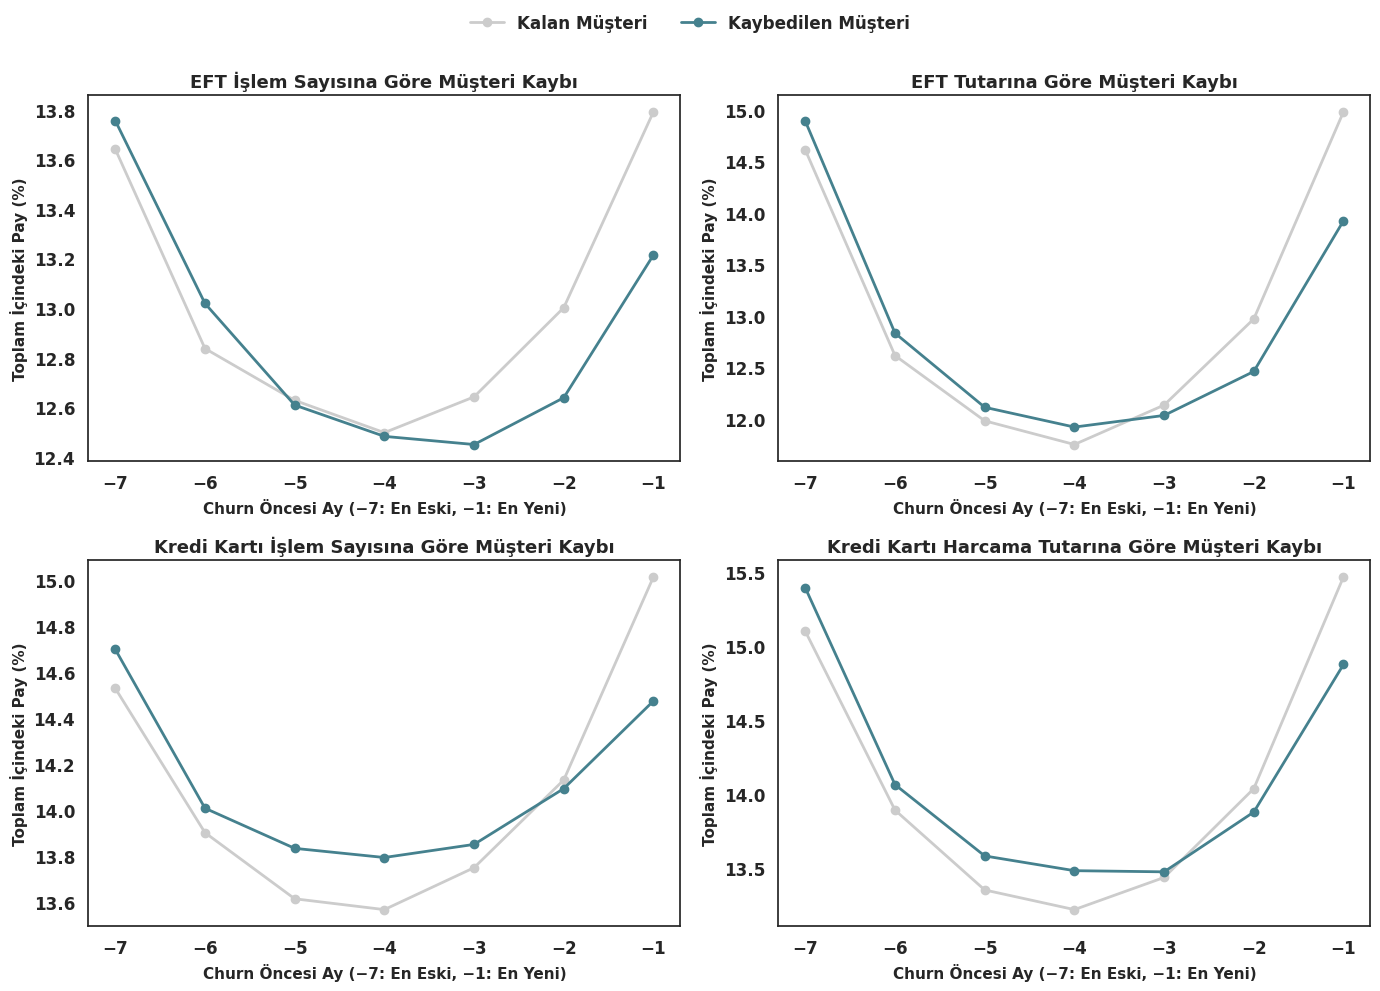 Kalan Müşteri
Kaybedilen Müşteri
EFT İşlem Sayısına Göre Müşteri Kaybı
Toplam İçindeki Pay (%)
13.8
13.6
13.4
13.2
13.0
12.8
12.6
12.4
−7 −6 −5 −4 −3 −2 −1
Churn Öncesi Ay (−7: En Eski, −1: En Yeni)
EFT Tutarına Göre Müşteri Kaybı
Toplam İçindeki Pay (%)
15.0
14.5
14.0
13.5
13.0
12.5
12.0
−7 −6 −5 −4 −3 −2 −1
Churn Öncesi Ay (−7: En Eski, −1: En Yeni)
Kredi Kartı İşlem Sayısına Göre Müşteri Kaybı
Toplam İçindeki Pay (%)
15.0
14.8
14.6
14.4
14.2
14.0
13.8
13.6
−7 −6 −5 −4 −3 −2 −1
Churn Öncesi Ay (−7: En Eski, −1: En Yeni)
Kredi Kartı Harcama Tutarına Göre Müşteri Kaybı
Toplam İçindeki Pay (%)
15.5
15.0
14.5
14.0
13.5
−7 −6 −5 −4 −3 −2 −1
Churn Öncesi Ay (−7: En Eski, −1: En Yeni)